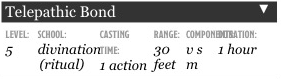 Telepathic Bond ▼
LEVEL: SCHOOL: CASTING RANGE: COMPONENTS: DURATION:
5 divination TIME: 30 v s 1 hour
(ritual) 1 action feet m